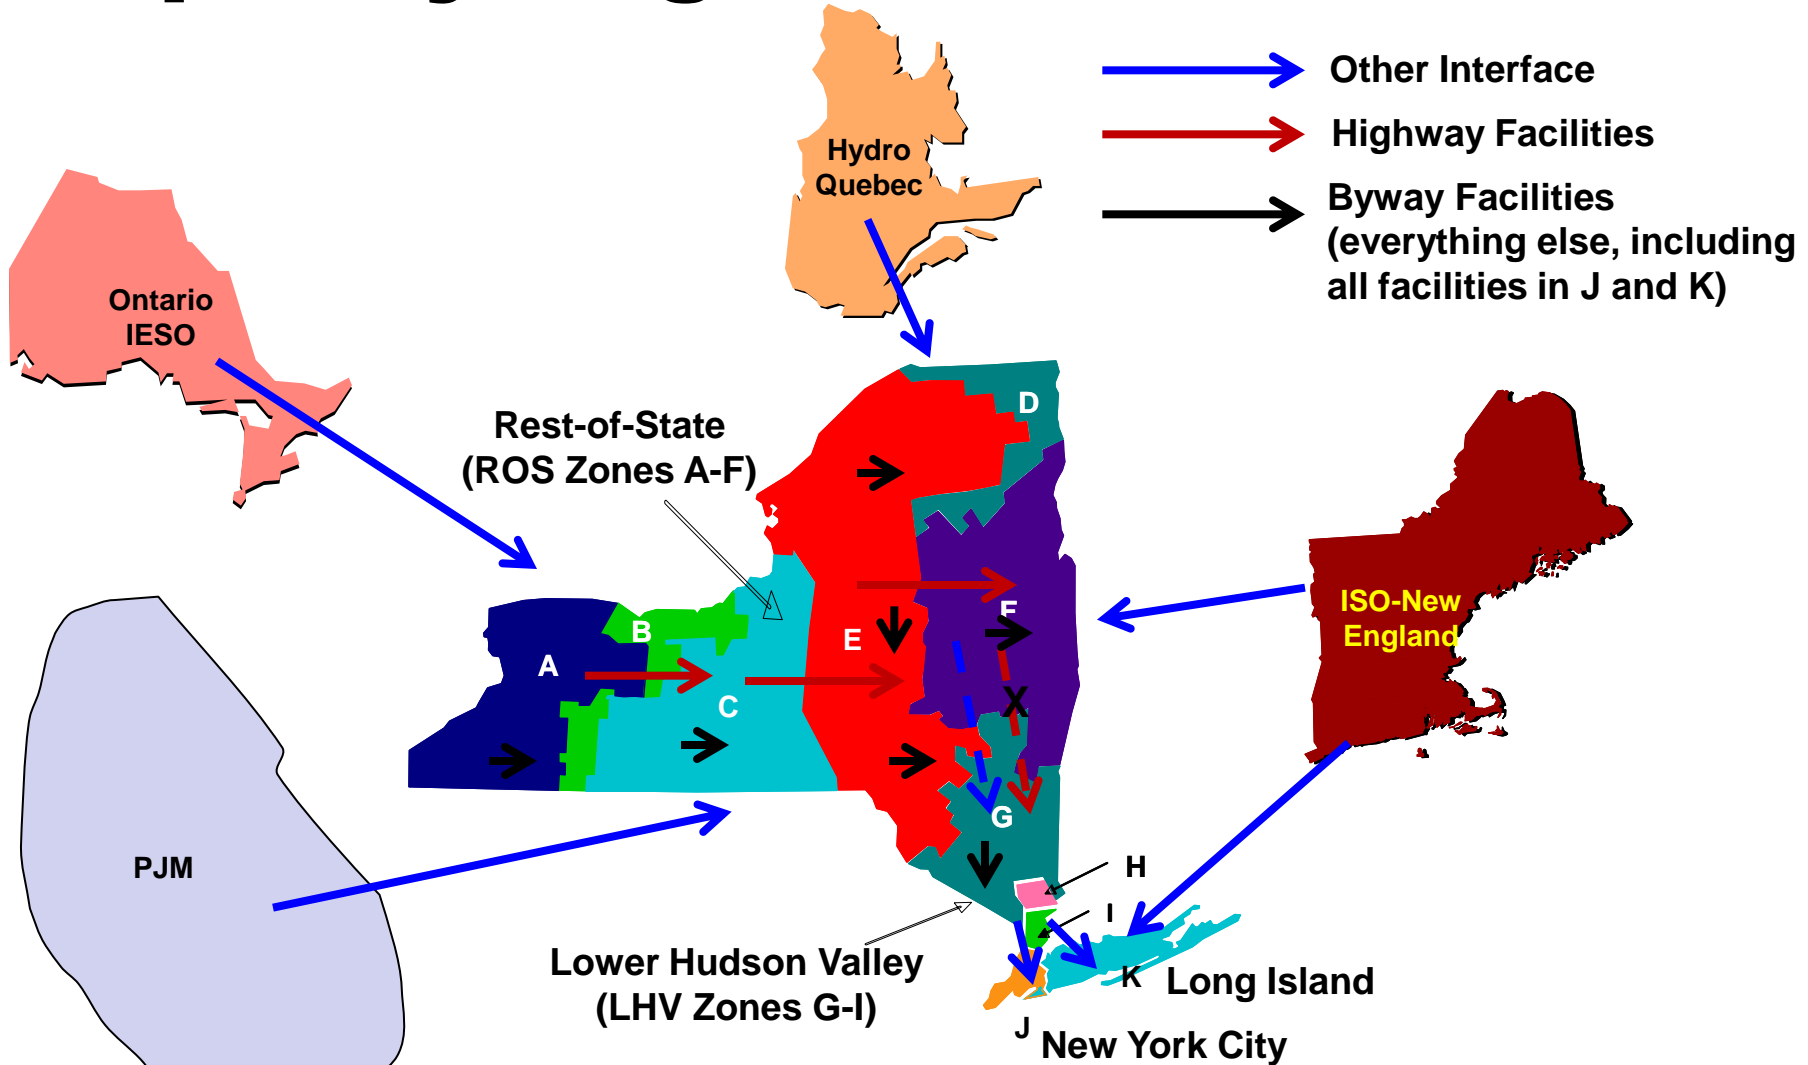 Other Interface
Highway Facilities
Byway Facilities
(everything else, including
all facilities in J and K)
Hydro
Quebec
Ontario
IESO
Rest-of-State
(ROS Zones A-F)
D
ISO-New
England
A
B
C
E
F
X
G
PJM
H
I
Lower Hudson Valley
(LHV Zones G-I)
K
Long Island
J
New York City